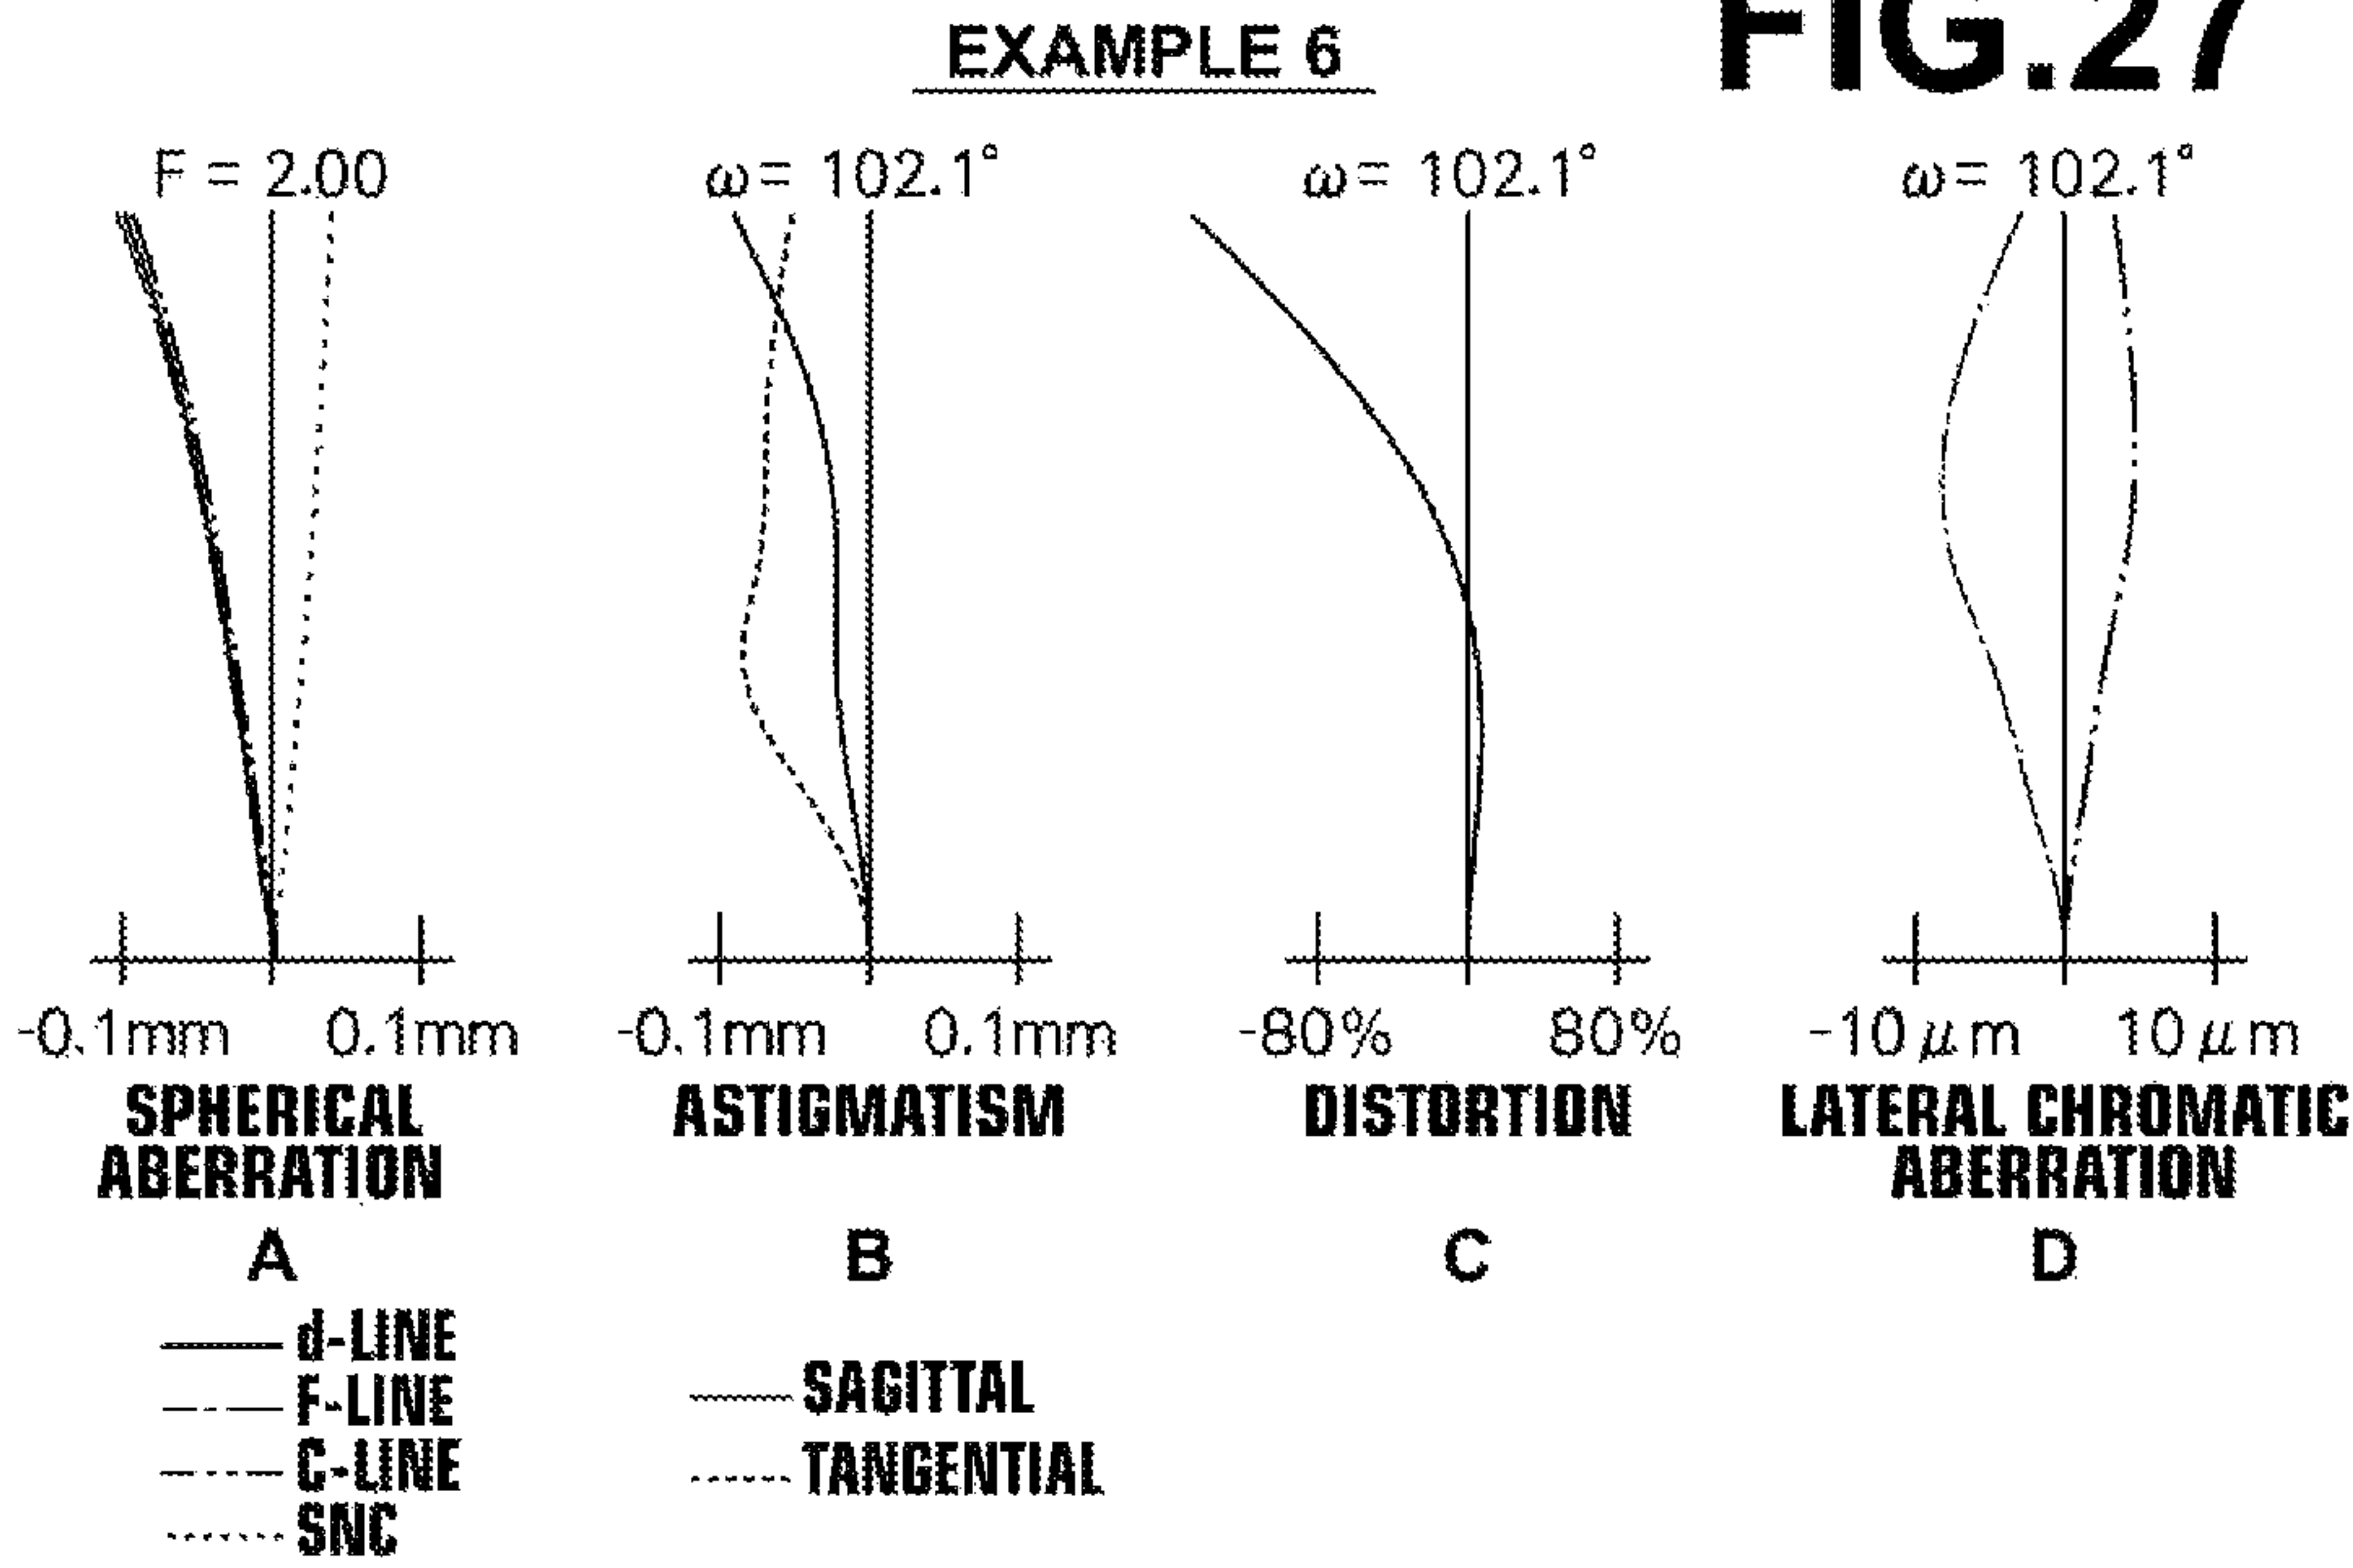 EXAMPLE 6
FIG.27
F = 2.00
ω= 102.1°
ω= 102.1°
ω= 102.1°
-0.1mm 0.1mm
-0.1mm 0.1mm
-80% 80%
-10μm 10μm
SPHERICAL
ABERRATION
ASTIGMATISM
DISTORTION
LATERAL CHROMATIC
ABERRATION
A
B
C
D
d-LINE
F-LINE
C-LINE
SNC
SAGITTAL
TANGENTIAL